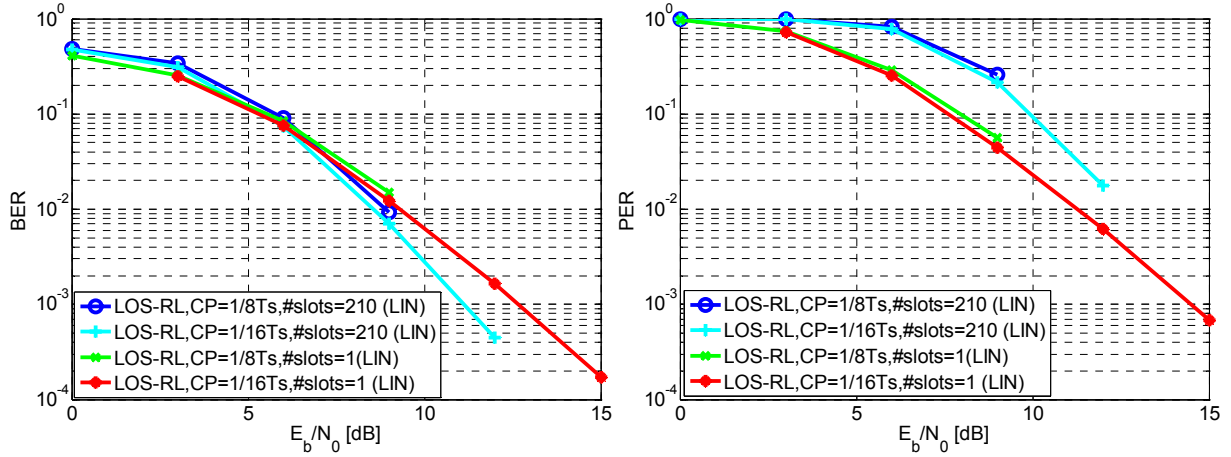 10^0
10^-1
10^-2
10^-3
10^-4
BER
0
5
10
15
E_b/N_0 [dB]
LOS-RL,CP=1/8Ts,#slots=210 (LIN)
LOS-RL,CP=1/16Ts,#slots=210 (LIN)
LOS-RL,CP=1/8Ts,#slots=1(LIN)
LOS-RL,CP=1/16Ts,#slots=1 (LIN)
10^0
10^-1
10^-2
10^-3
10^-4
PER
0
5
10
15
E_b/N_0 [dB]
LOS-RL,CP=1/8Ts,#slots=210 (LIN)
LOS-RL,CP=1/16Ts,#slots=210 (LIN)
LOS-RL,CP=1/8Ts,#slots=1(LIN)
LOS-RL,CP=1/16Ts,#slots=1 (LIN)